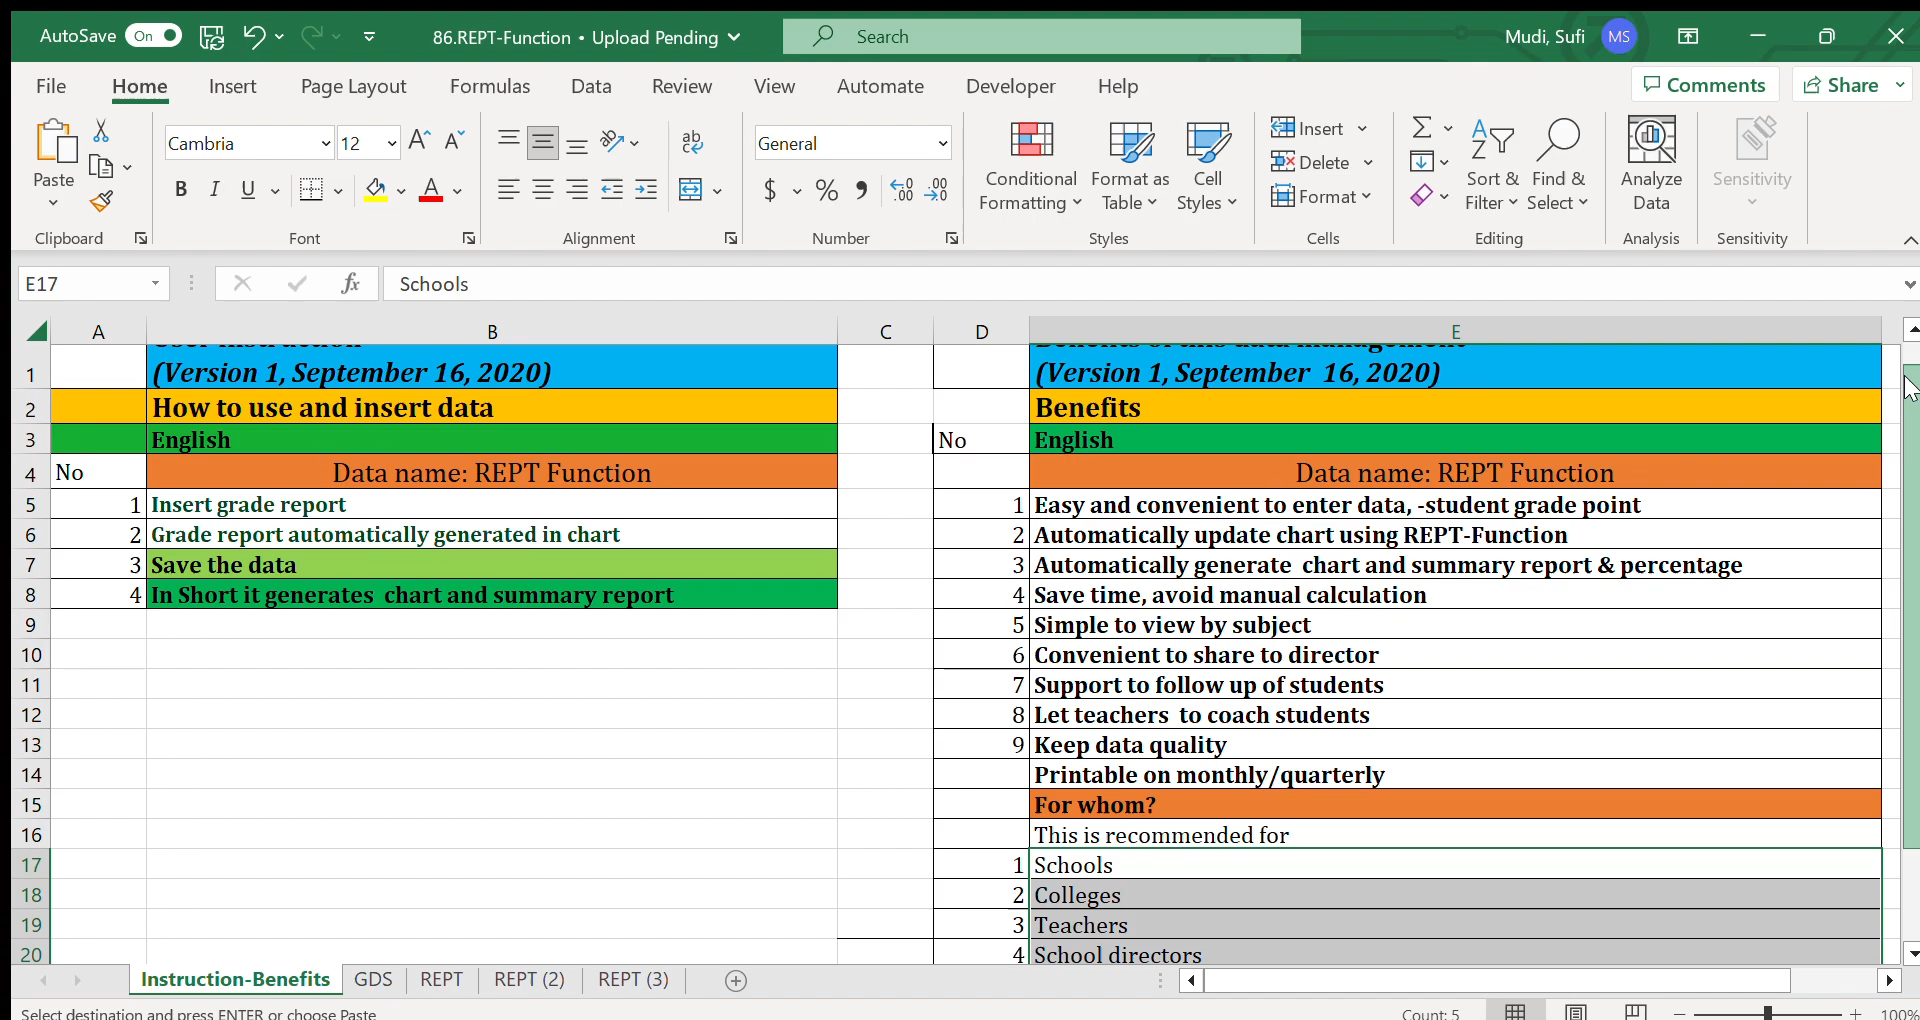 AutoSave On 86.REPT-Function • Upload Pending Search Mudi, Sufi MS
File Home Insert Page Layout Formulas Data Review View Automate Developer Help Comments Share
Paste
Clipboard
Cambria 12
B I U
Font
ab
Alignment
General
$ % 
Number
Conditional Formatting
Format as Table
Cell Styles
Styles
Insert
Delete
Format
Cells
Sort & Filter
Find & Select
Editing
Analyze Data
Analysis
Sensitivity
Sensitivity
E17 fx Schools
A B C D E
1 (Version 1, September 16, 2020) (Version 1, September 16, 2020)
2 How to use and insert data Benefits
3 English No English
4 No Data name: REPT Function Data name: REPT Function
5 1 Insert grade report 1 Easy and convenient to enter data, -student grade point
6 2 Grade report automatically generated in chart 2 Automatically update chart using REPT-Function
7 3 Save the data 3 Automatically generate chart and summary report & percentage
8 4 In Short it generates chart and summary report 4 Save time, avoid manual calculation
9 5 Simple to view by subject
10 6 Convenient to share to director
11 7 Support to follow up of students
12 8 Let teachers to coach students
13 9 Keep data quality
14 Printable on monthly/quarterly
15 For whom?
16 This is recommended for
17 1 Schools
18 2 Colleges
19 3 Teachers
20 4 School directors
Instruction-Benefits GDS REPT REPT (2) REPT (3)
Select destination and press ENTER or choose Paste Count: 5 100%